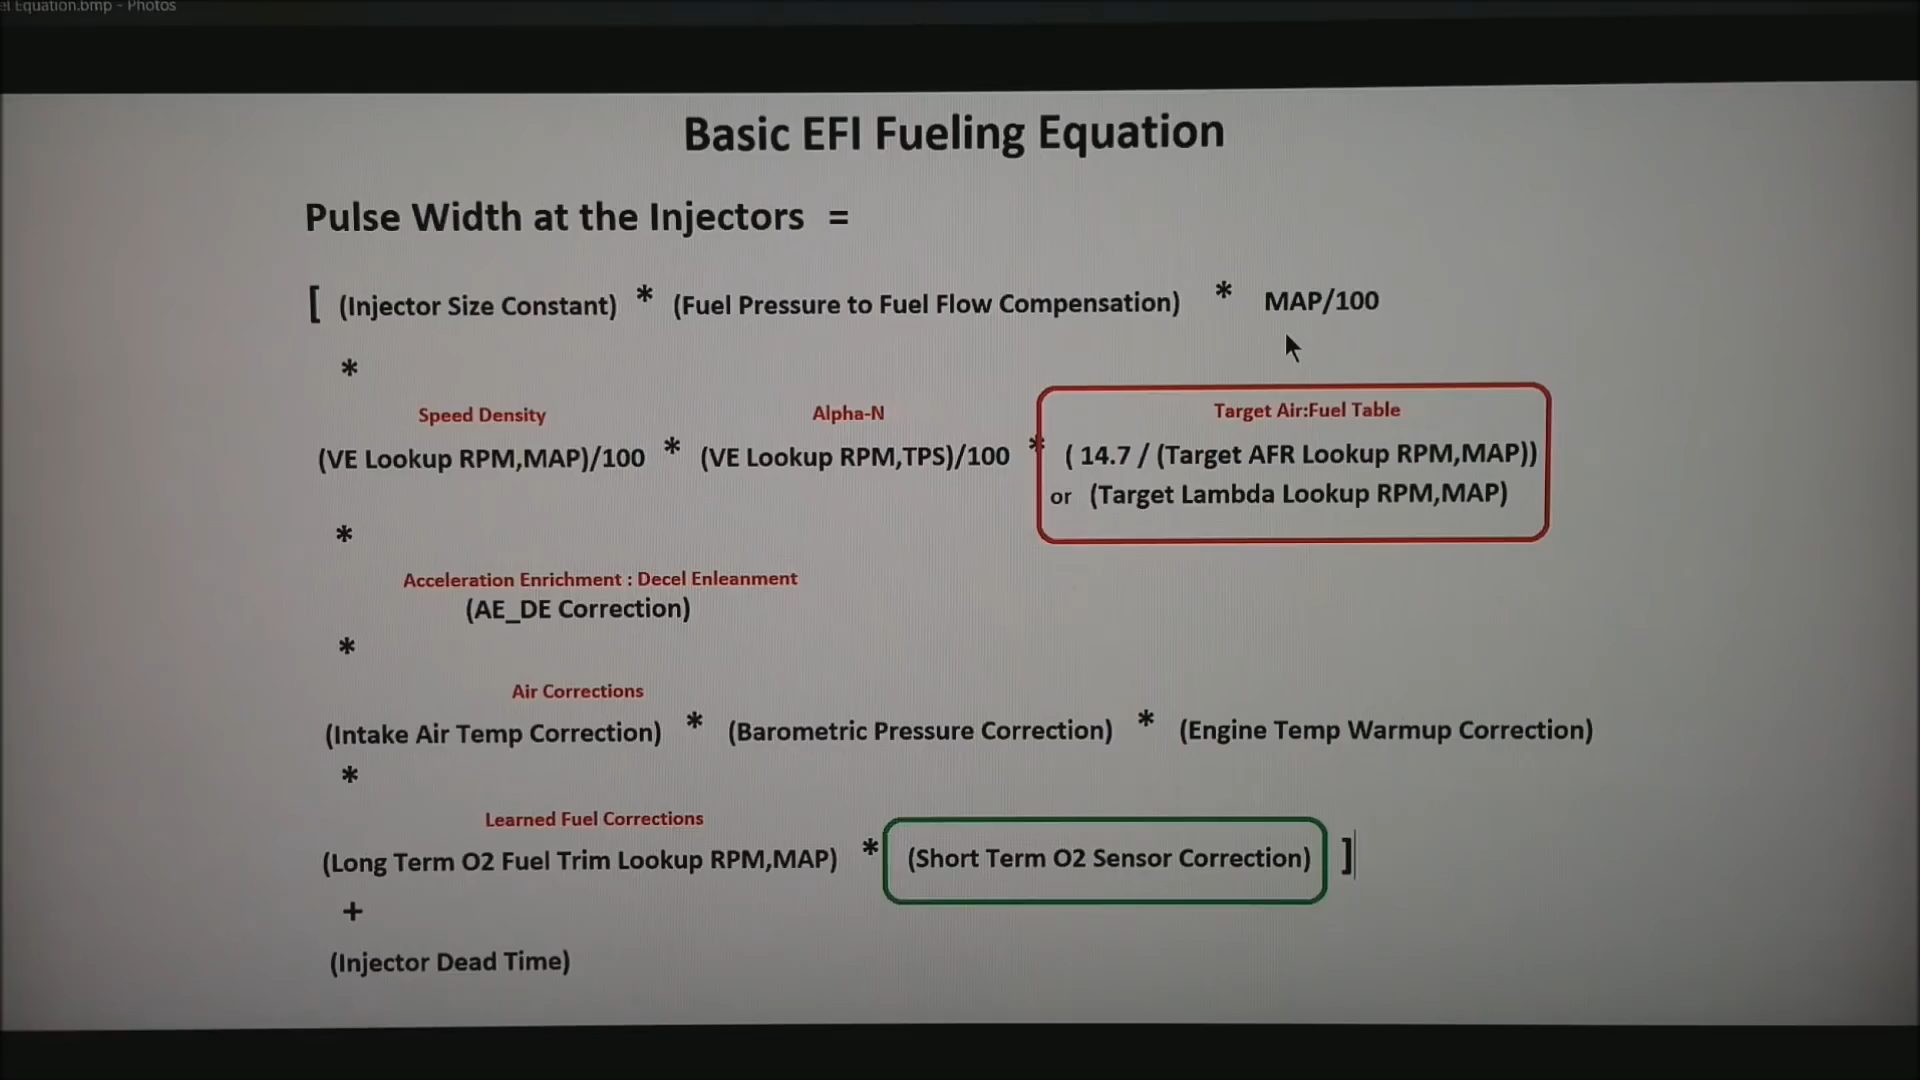 Equation.bmp - Photos
Basic EFI Fueling Equation
Pulse Width at the Injectors =
[ (Injector Size Constant) * (Fuel Pressure to Fuel Flow Compensation) * MAP/100
*
Speed Density Alpha-N Target Air:Fuel Table
(VE Lookup RPM,MAP)/100 * (VE Lookup RPM,TPS)/100 * ( 14.7 / (Target AFR Lookup RPM,MAP))
or (Target Lambda Lookup RPM,MAP)
*
Acceleration Enrichment : Decel Enleanment
(AE_DE Correction)
*
Air Corrections
(Intake Air Temp Correction) * (Barometric Pressure Correction) * (Engine Temp Warmup Correction)
*
Learned Fuel Corrections
(Long Term O2 Fuel Trim Lookup RPM,MAP) * (Short Term O2 Sensor Correction) ]
+
(Injector Dead Time)